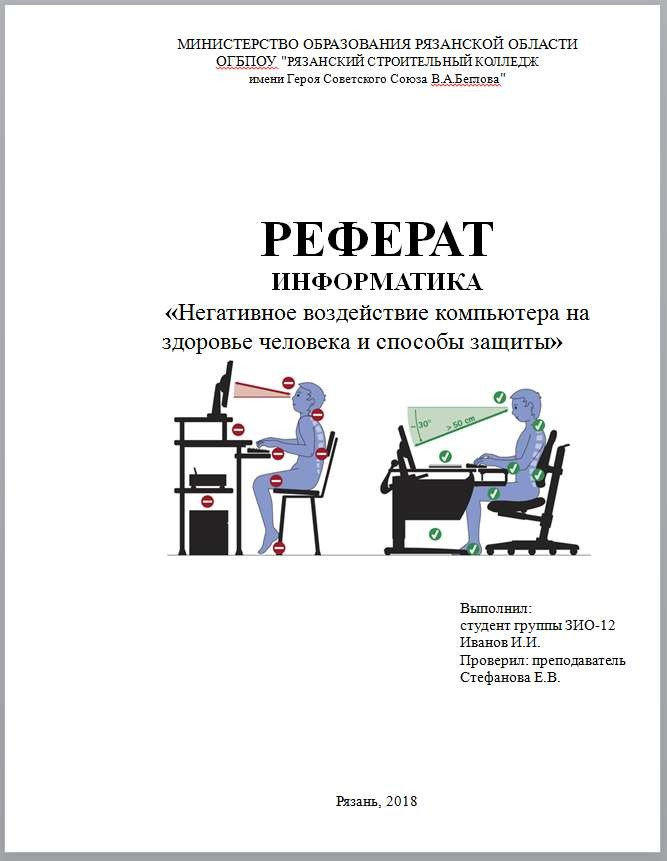 МИНИСТЕРСТВО ОБРАЗОВАНИЯ РЯЗАНСКОЙ ОБЛАСТИ
ОГБПОУ "РЯЗАНСКИЙ СТРОИТЕЛЬНЫЙ КОЛЛЕДЖ
имени Героя Советского Союза В.А.Беглова"
РЕФЕРАТ
ИНФОРМАТИКА
«Негативное воздействие компьютера на
здоровье человека и способы защиты»
~ 30°
> 50 cm
Выполнил:
студент группы ЗИО-12
Иванов И.И.
Проверил: преподаватель
Стефанова Е.В.
Рязань, 2018